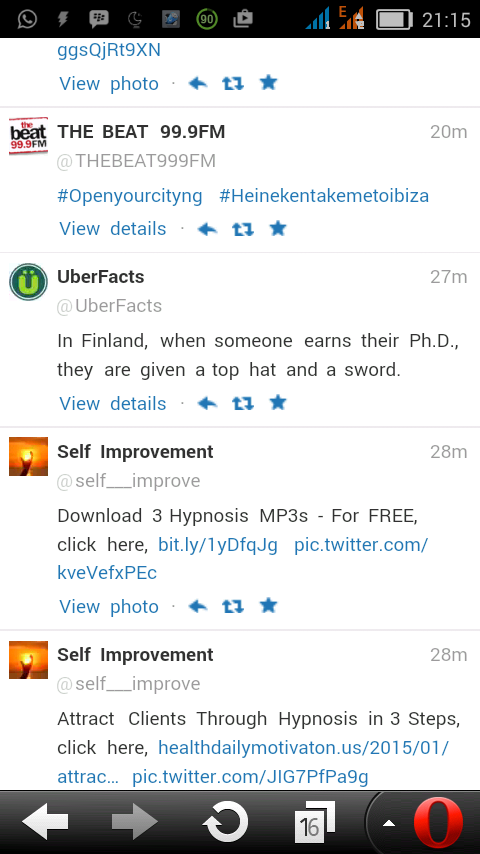 90 E 1 2 21:15
ggsQjRt9XN
View photo ·
the beat 99.9FM
THE BEAT 99.9FM 20m
@THEBEAT999FM
#Openyourcityng #Heinekentakemetoibiza
View details ·
Ü
UberFacts 27m
@UberFacts
In Finland, when someone earns their Ph.D.,
they are given a top hat and a sword.
View details ·
Self Improvement 28m
@self___improve
Download 3 Hypnosis MP3s - For FREE,
click here, bit.ly/1yDfqJg pic.twitter.com/
kveVefxPEc
View photo ·
Self Improvement 28m
@self___improve
Attract Clients Through Hypnosis in 3 Steps,
click here, healthdailymotivaton.us/2015/01/
attrac... pic.twitter.com/JIG7PfPa9g
16